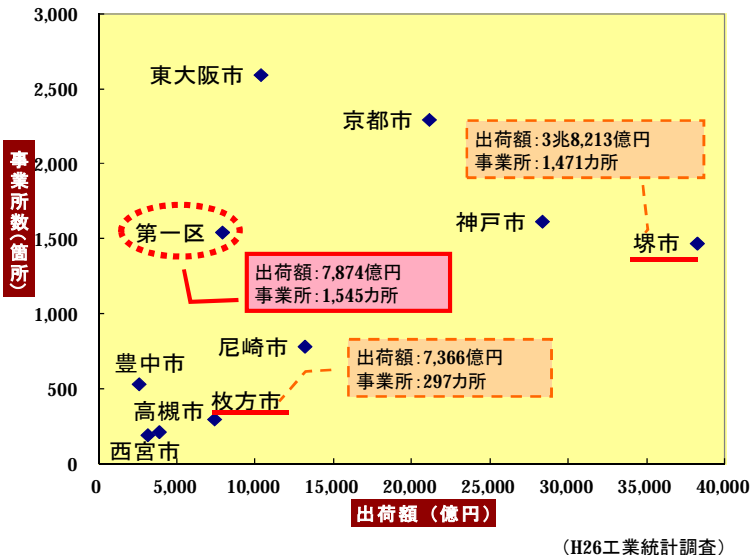 3,000
2,500
2,000
1,500
1,000
500
0
事業所数(箇所)
東大阪市
京都市
出荷額:3兆8,213億円
事業所:1,471カ所
神戸市
第一区
堺市
出荷額:7,874億円
事業所:1,545カ所
尼崎市
出荷額:7,366億円
事業所:297カ所
豊中市
枚方市
高槻市
西宮市
0 5,000 10,000 15,000 20,000 25,000 30,000 35,000 40,000
出荷額(億円)
(H26工業統計調査)